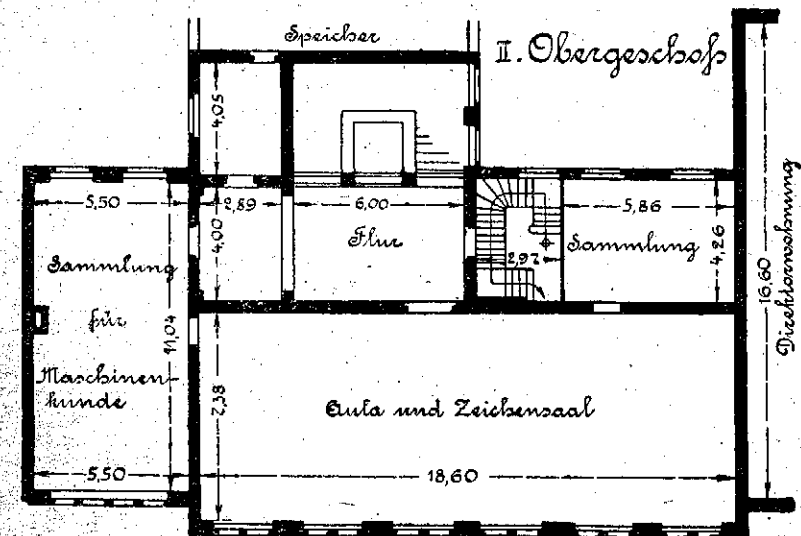 Speicher
II. Obergeschoß
4,05
5,50
2,89
6,00
5,86
4,00
Flur
2,97
Sammlung
4,26
16,60
Direktorwohnung
Sammlung
für
Maschinen-
kunde
11,04
7,38
Aula und Zeichensaal
5,50
18,60